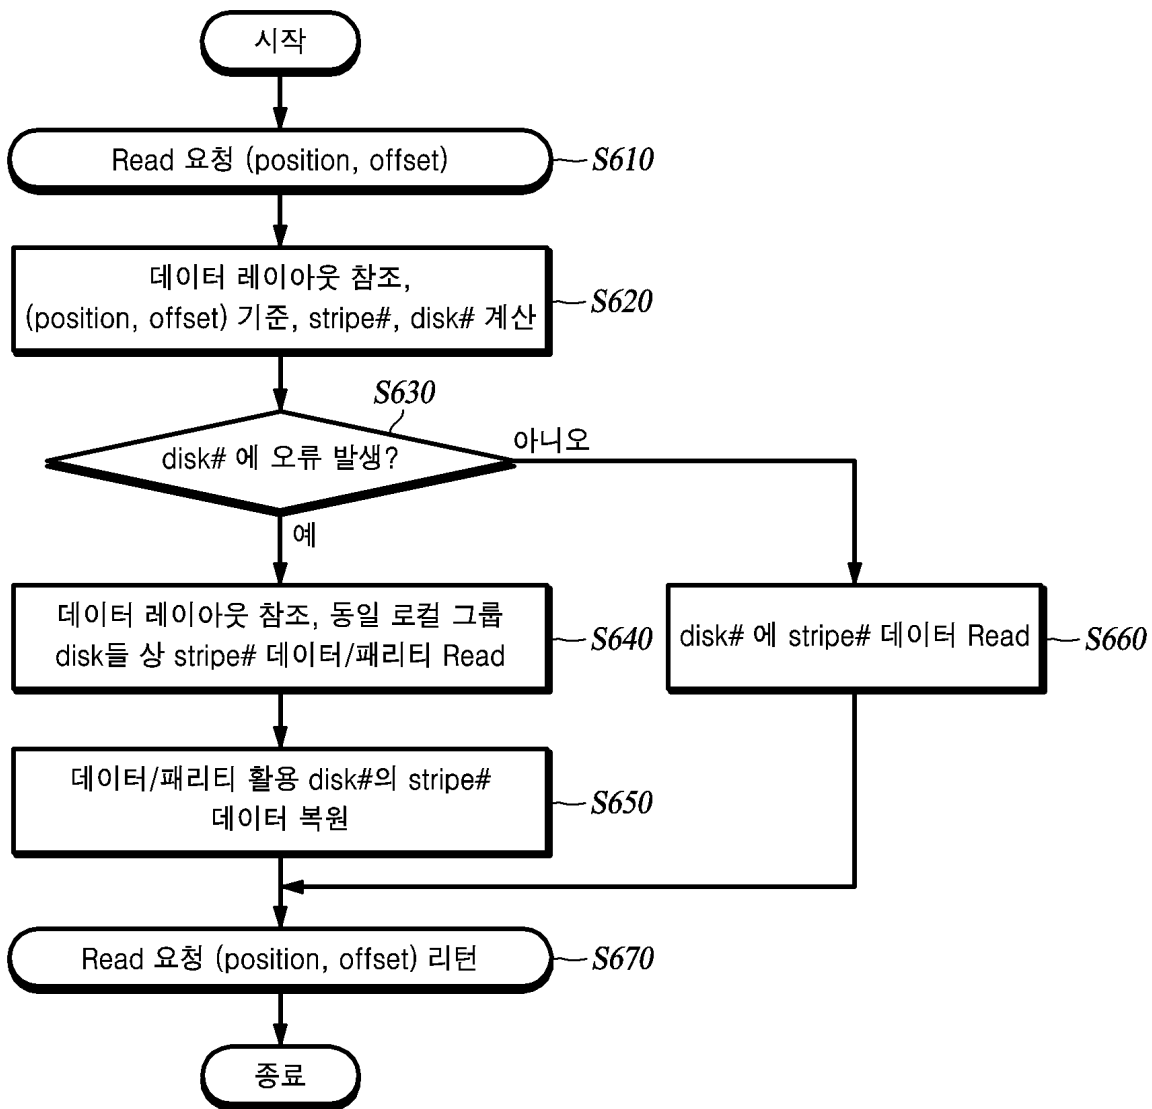 시작
Read 요청 (position, offset)
S610
데이터 레이아웃 참조,
(position, offset) 기준, stripe#, disk# 계산
S620
S630
disk# 에 오류 발생?
아니오
예
데이터 레이아웃 참조, 동일 로컬 그룹
disk들 상 stripe# 데이터/패리티 Read
S640
disk# 에 stripe# 데이터 Read
S660
데이터/패리티 활용 disk#의 stripe#
데이터 복원
S650
Read 요청 (position, offset) 리턴
S670
종료